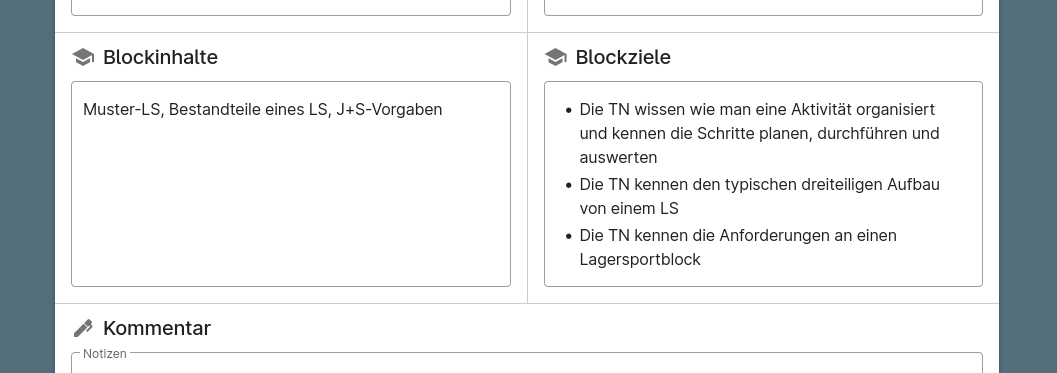 Blockinhalte
Muster-LS, Bestandteile eines LS, J+S-Vorgaben
Blockziele
• Die TN wissen wie man eine Aktivität organisiert
und kennen die Schritte planen, durchführen und
auswerten
• Die TN kennen den typischen dreiteiligen Aufbau
von einem LS
• Die TN kennen die Anforderungen an einen
Lagersportblock
Kommentar
Notizen